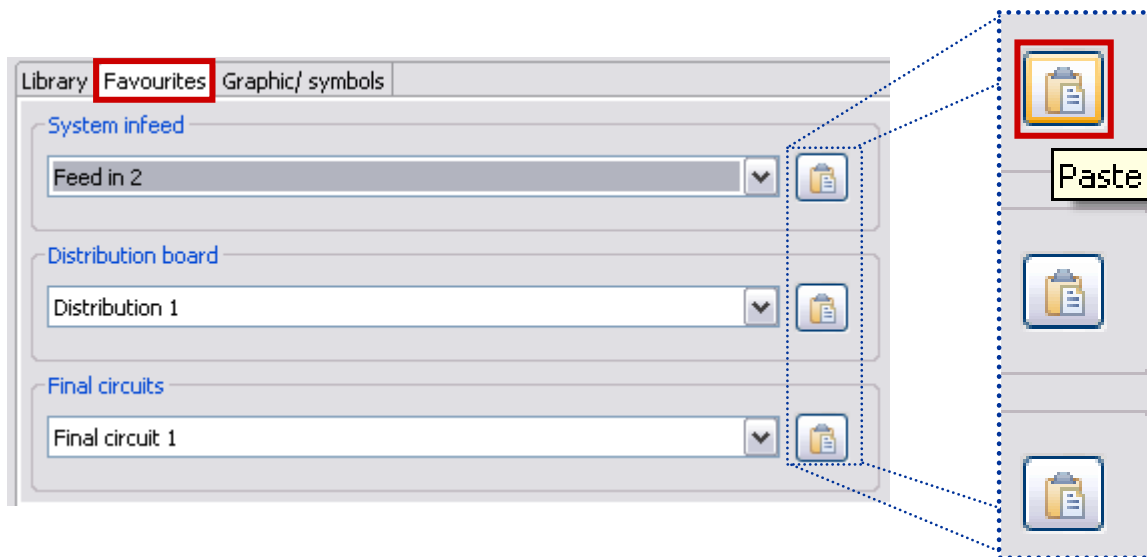 Library Favourites Graphic/ symbols
System infeed
Feed in 2
Paste
Distribution board
Distribution 1
Final circuits
Final circuit 1